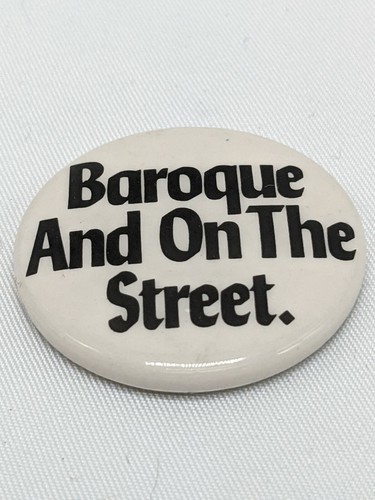 Baroque
And On The
Street.